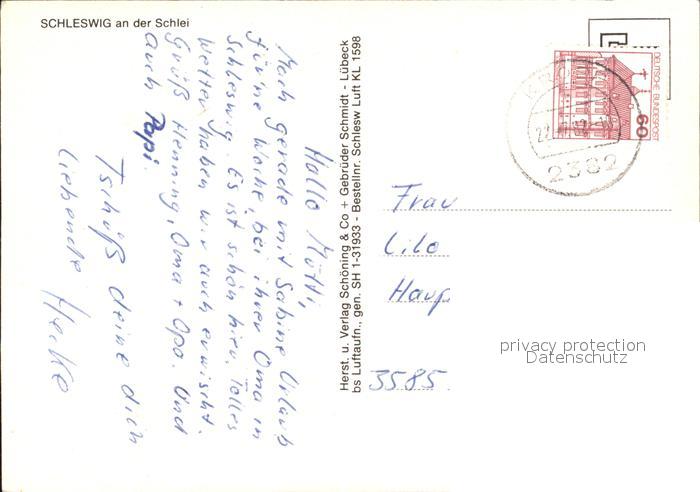 SCHLESWIG an der Schlei
Hallo Mutti,
Mach gerade mit Sabine Urlaub
für'ne Woche, bei ihrer Oma in
Schleswig. Es ist schön hier. Tolles
Wetter haben wir auch erwischt.
Grüß Henning, Oma + Opa. Und
auch Papi.
Tschüß deine dich
liebende Heike
Herst. u. Verlag Schöning & Co + Gebrüder Schmidt - Lübeck
bs Luftaufn., gen. SH 1-31933 - Bestellnr. Schlesw Luft KL 1598
DEUTSCHE BUNDESPOST
60
2382
Frau
Lilo
Haup
3585
privacy protection
Datenschutz